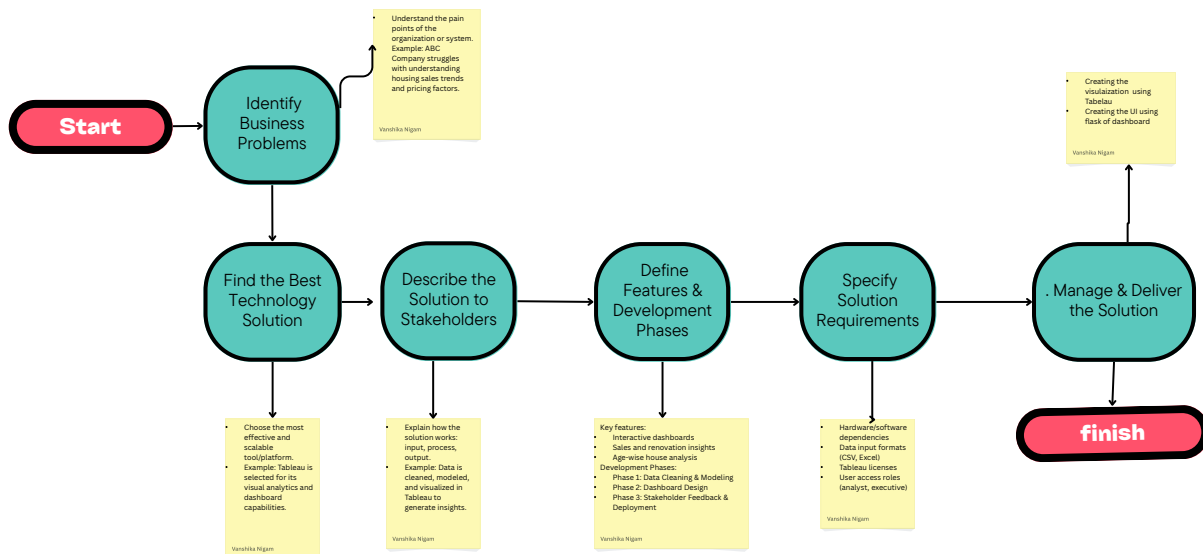 Start
Identify
Business
Problems
• Understand the pain
points of the
organization or system.
Example: ABC
Company struggles
with understanding
housing sales trends
and pricing factors.
Vanshika Nigam
Find the Best
Technology
Solution
• Choose the most
effective and
scalable
tool/platform.
• Example: Tableau is
selected for its
visual analytics and
dashboard
capabilities.
Vanshika Nigam
Describe the
Solution to
Stakeholders
• Explain how the
solution works:
input, process,
output.
• Example: Data is
cleaned, modeled,
and visualized in
Tableau to
generate insights.
Vanshika Nigam
Define
Features &
Development
Phases
Key features:
• Interactive dashboards
• Sales and renovation insights
• Age-wise house analysis
Development Phases:
• Phase 1: Data Cleaning & Modeling
• Phase 2: Dashboard Design
• Phase 3: Stakeholder Feedback &
Deployment
Vanshika Nigam
Specify
Solution
Requirements
• Hardware/software
dependencies
• Data input formats
(CSV, Excel)
• Tableau licenses
• User access roles
(analyst, executive)
Vanshika Nigam
. Manage & Deliver
the Solution
• Creating the
visulaization using
Tabelau
• Creating the UI using
flask of dashboard
Vanshika Nigam
finish